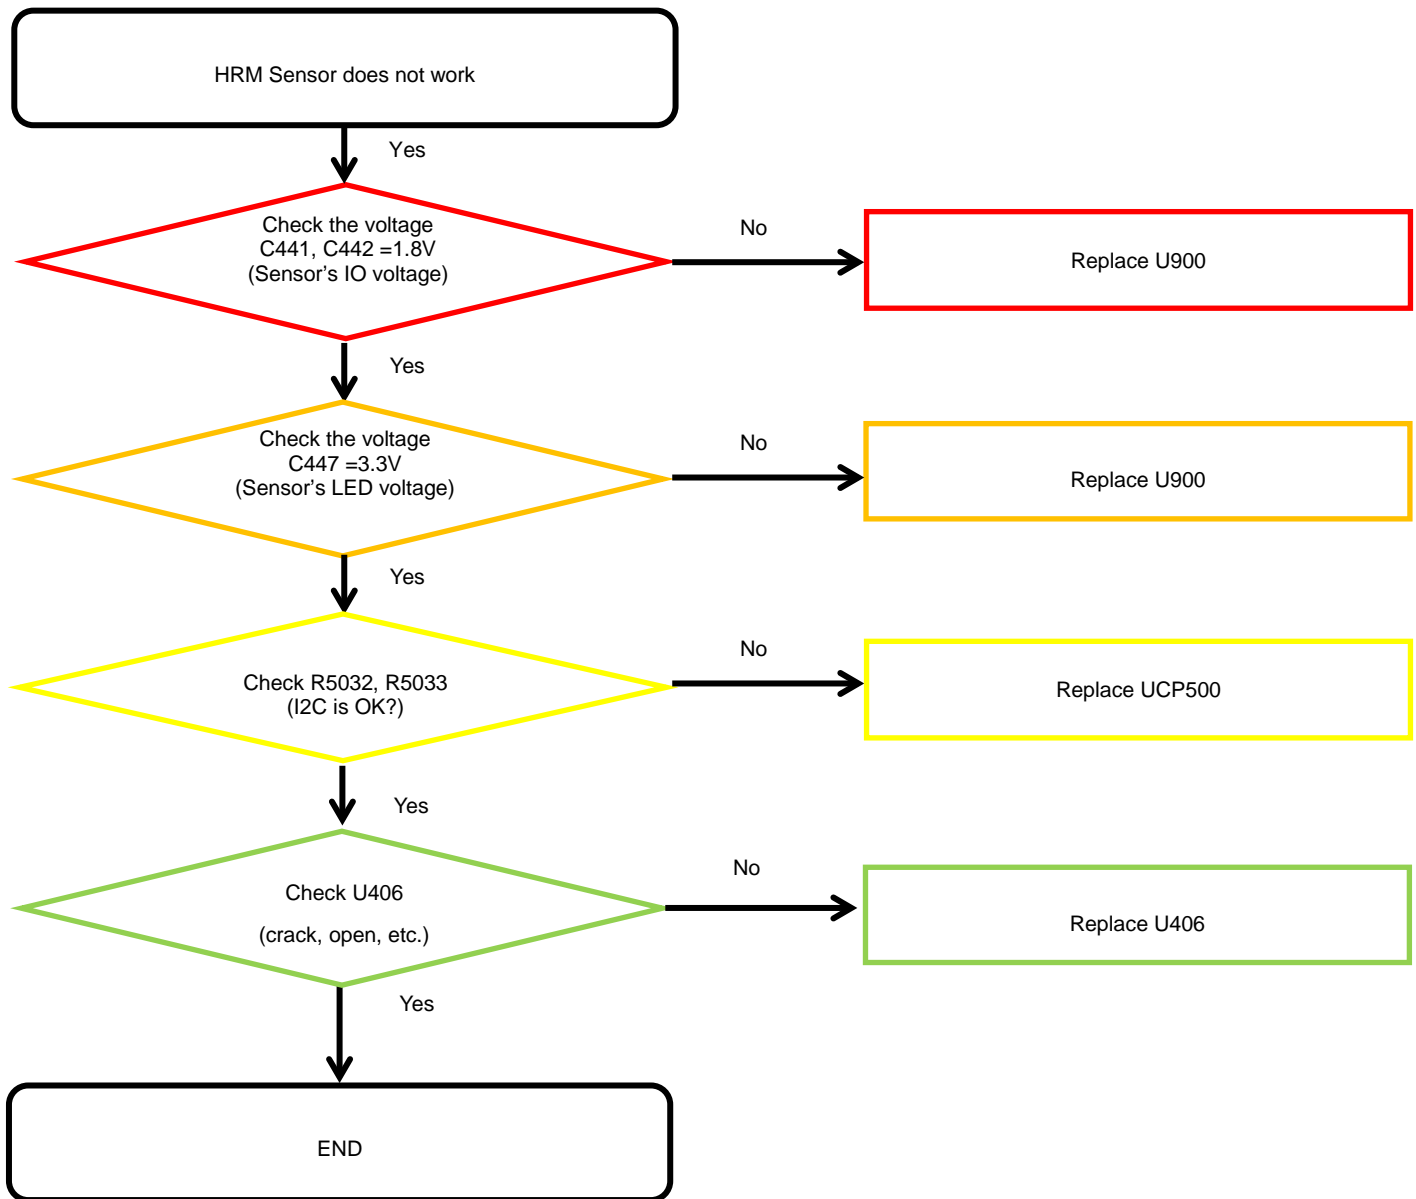 HRM Sensor does not work
Yes
Check the voltage
C441, C442 =1.8V
(Sensor’s IO voltage)
No
Replace U900
Yes
Check the voltage
C447 =3.3V
(Sensor’s LED voltage)
No
Replace U900
Yes
Check R5032, R5033
(I2C is OK?)
No
Replace UCP500
Yes
Check U406
(crack, open, etc.)
No
Replace U406
Yes
END